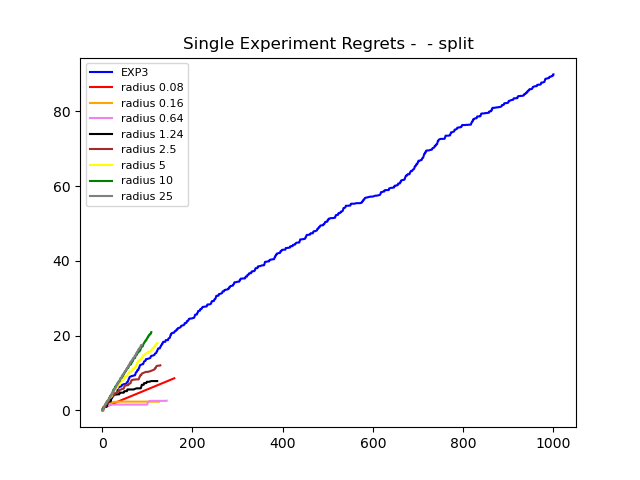 Single Experiment Regrets -  - split
EXP3
radius 0.08
radius 0.16
radius 0.64
radius 1.24
radius 2.5
radius 5
radius 10
radius 25
80
60
40
20
0
0 200 400 600 800 1000